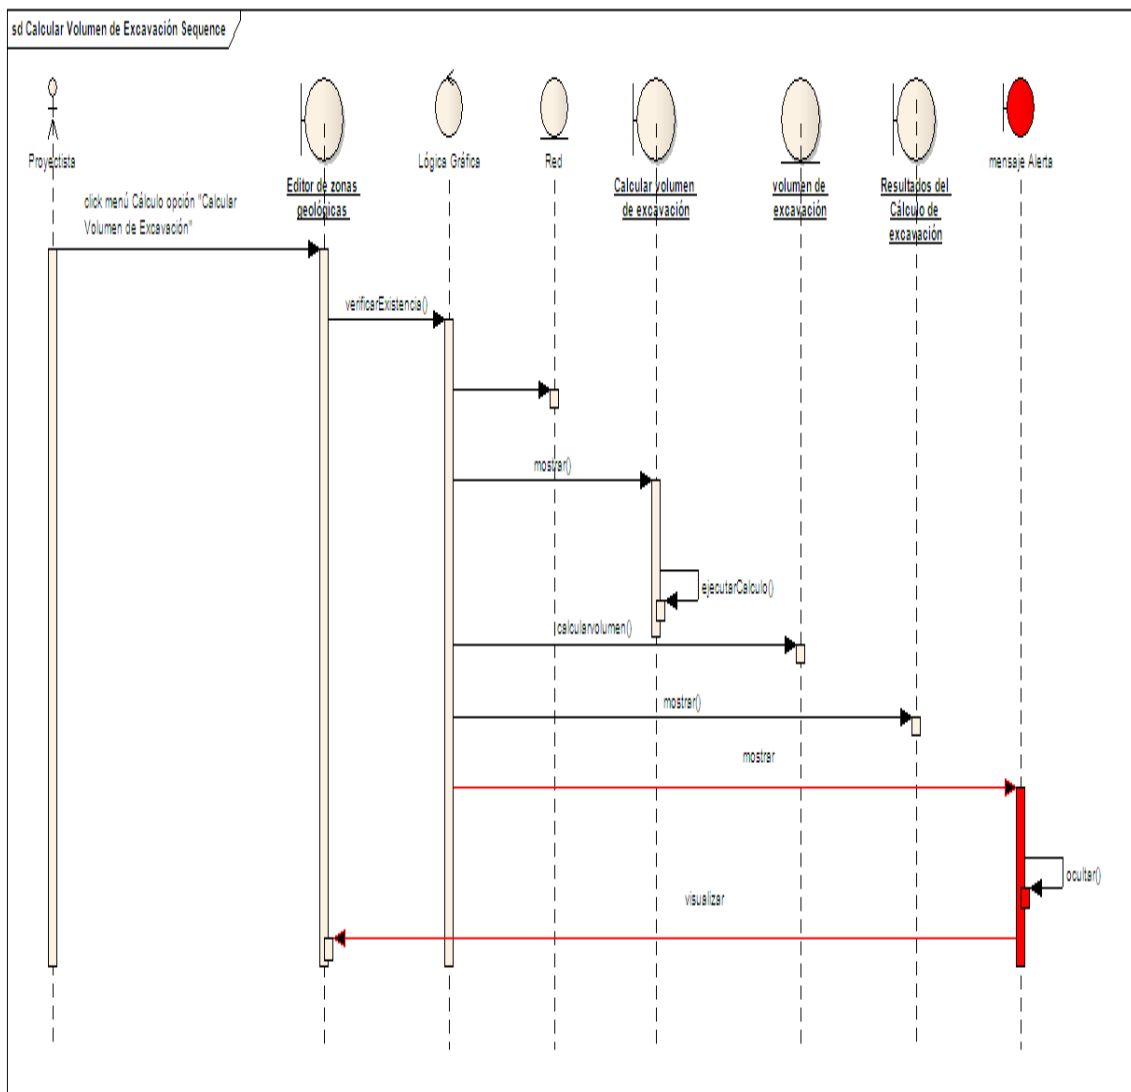 sd Calcular Volumen de Excavación Sequence
Proyectista
Editor de zonas
geológicas
Lógica Gráfica
Red
Calcular volumen
de excavación
volumen de
excavación
Resultados del
Cálculo de
excavación
mensaje Alerta
click menú Cálculo opción "Calcular
Volumen de Excavación"
verificarExistencia()
mostrar()
ejecutarCalculo()
calcularvolumen()
mostrar()
mostrar
ocultar()
visualizar